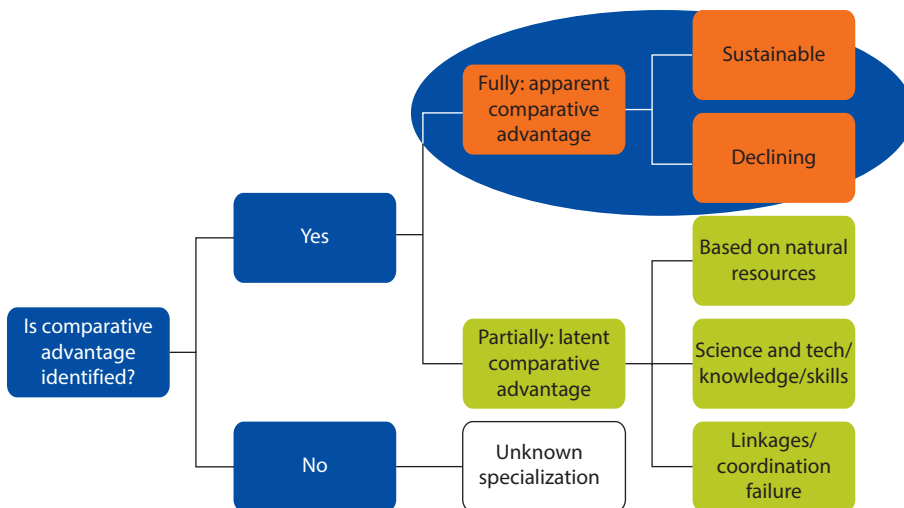 Is comparative
advantage
identified?
Yes
No
Fully: apparent
comparative
advantage
Sustainable
Declining
Partially: latent
comparative
advantage
Based on natural
resources
Science and tech/
knowledge/skills
Linkages/
coordination
failure
Unknown
specialization